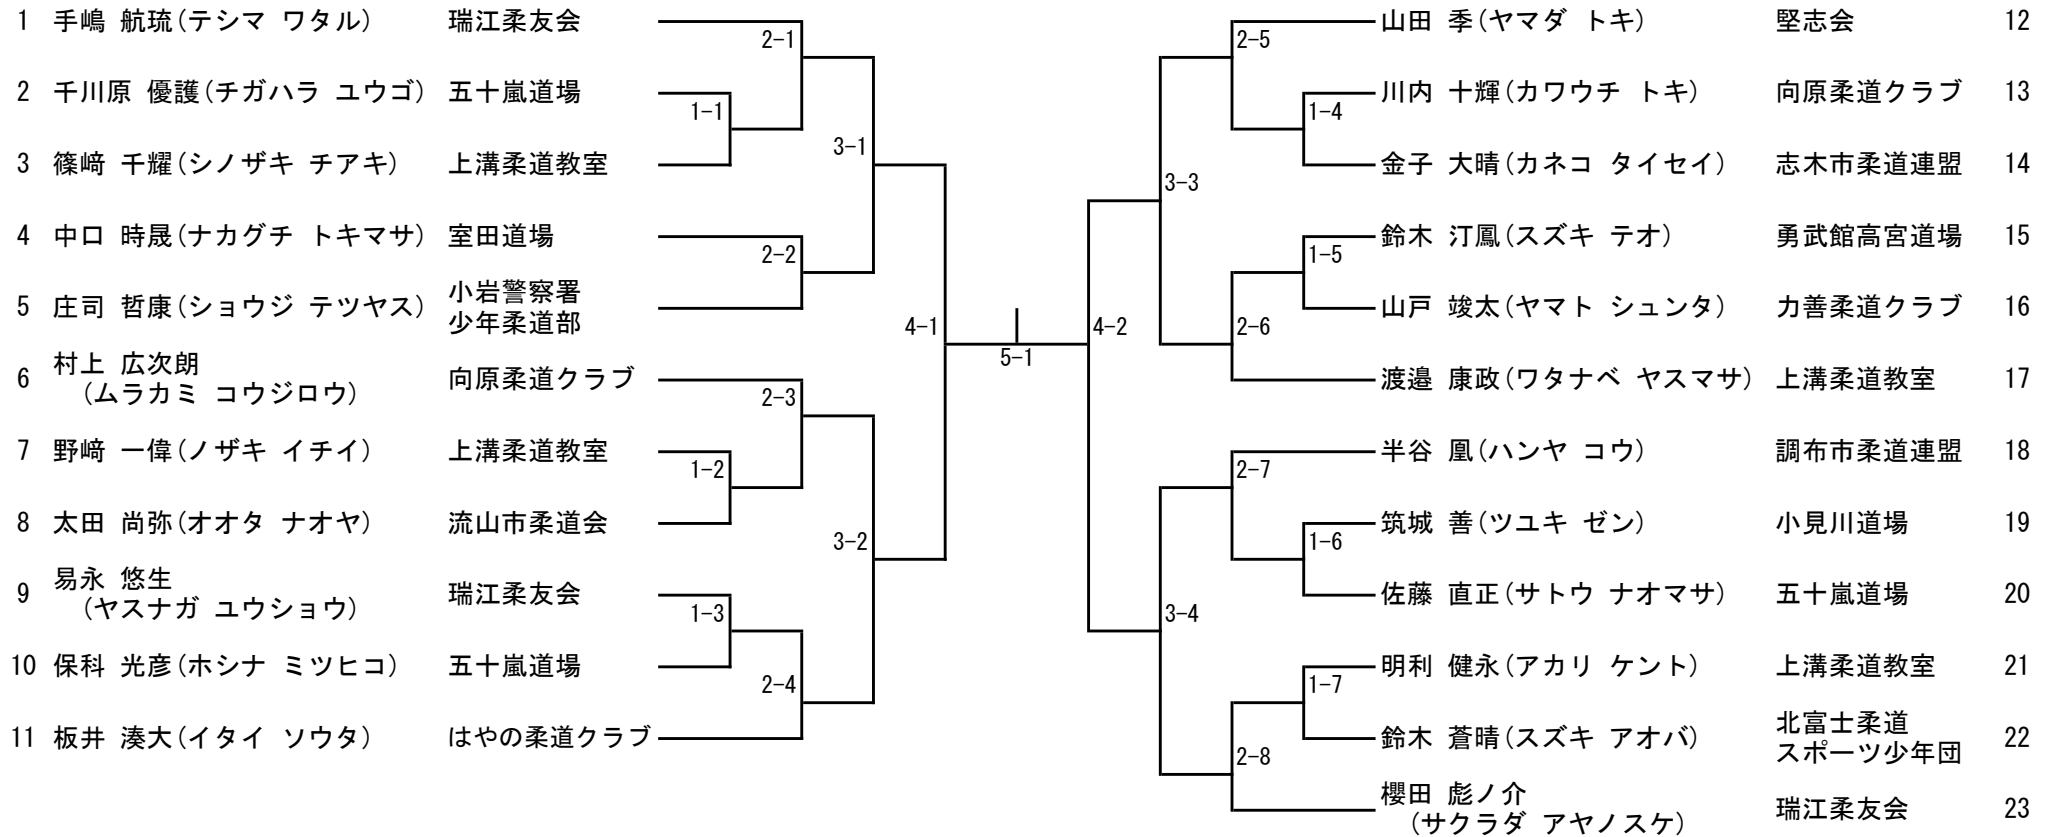 1 手嶋 航琉(テシマ ワタル) 瑞江柔友会
2 千川原 優護(チガハラ ユウゴ) 五十嵐道場
3 篠﨑 千耀(シノザキ チアキ) 上溝柔道教室
4 中口 時晟(ナカグチ トキマサ) 室田道場
5 庄司 哲康(ショウジ テツヤス) 小岩警察署
少年柔道部
6 村上 広次朗
(ムラカミ コウジロウ) 向原柔道クラブ
7 野﨑 一偉(ノザキ イチイ) 上溝柔道教室
8 太田 尚弥(オオタ ナオヤ) 流山市柔道会
9 易永 悠生
(ヤスナガ ユウショウ) 瑞江柔友会
10 保科 光彦(ホシナ ミツヒコ) 五十嵐道場
11 板井 湊大(イタイ ソウタ) はやの柔道クラブ
2-1
1-1
3-1
2-2
4-1
2-3
1-2
3-2
1-3
2-4
5-1
2-5
1-4
3-3
1-5
2-6
4-2
2-7
1-6
3-4
1-7
2-8
山田 季(ヤマダ トキ) 堅志会 12
川内 十輝(カワウチ トキ) 向原柔道クラブ 13
金子 大晴(カネコ タイセイ) 志木市柔道連盟 14
鈴木 汀鳳(スズキ テオ) 勇武館高宮道場 15
山戸 竣太(ヤマト シュンタ) 力善柔道クラブ 16
渡邉 康政(ワタナベ ヤスマサ) 上溝柔道教室 17
半谷 凰(ハンヤ コウ) 調布市柔道連盟 18
筑城 善(ツユキ ゼン) 小見川道場 19
佐藤 直正(サトウ ナオマサ) 五十嵐道場 20
明利 健永(アカリ ケント) 上溝柔道教室 21
鈴木 蒼晴(スズキ アオバ) 北富士柔道
スポーツ少年団 22
櫻田 彪ノ介
(サクラダ アヤノスケ) 瑞江柔友会 23